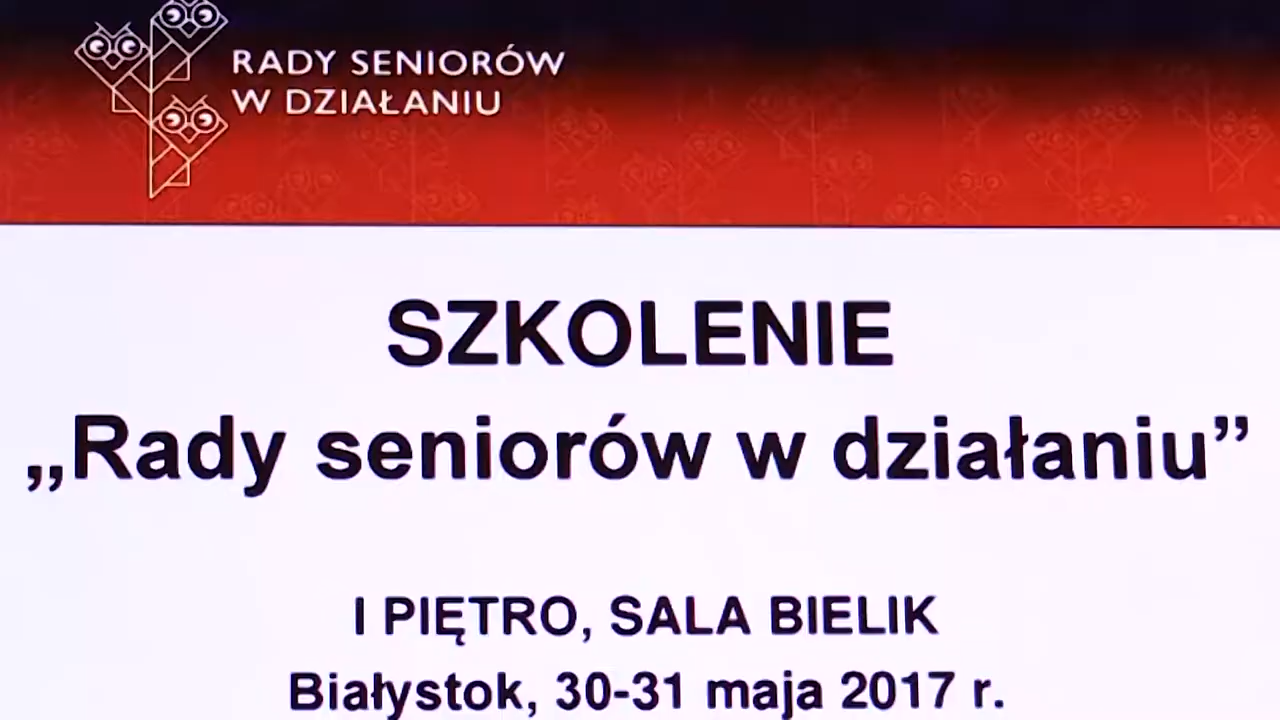 RADY SENIORÓW
W DZIAŁANIU
SZKOLENIE
„Rady seniorów w działaniu”
I PIĘTRO, SALA BIELIK
Białystok, 30-31 maja 2017 r.